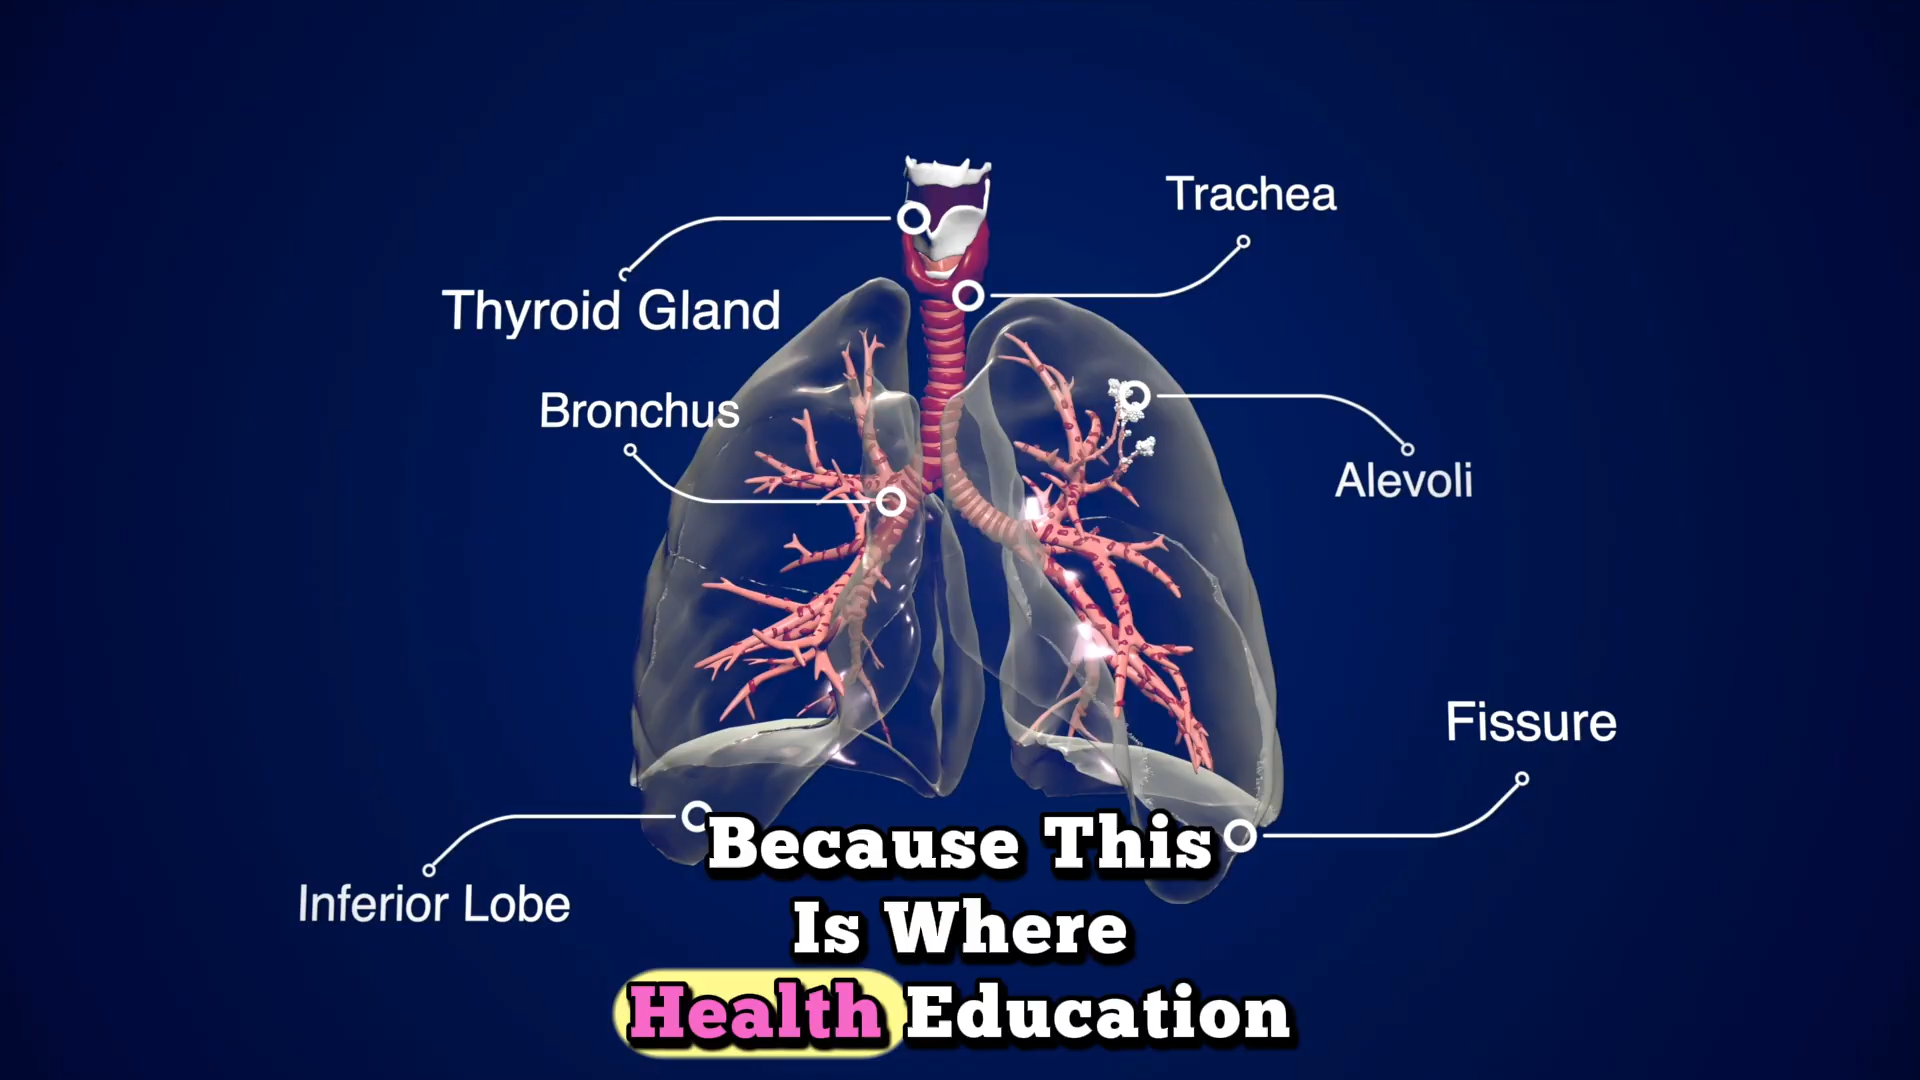 Trachea
Thyroid Gland
Bronchus
Alevoli
Fissure
Inferior Lobe
Because This
Is Where
Health Education